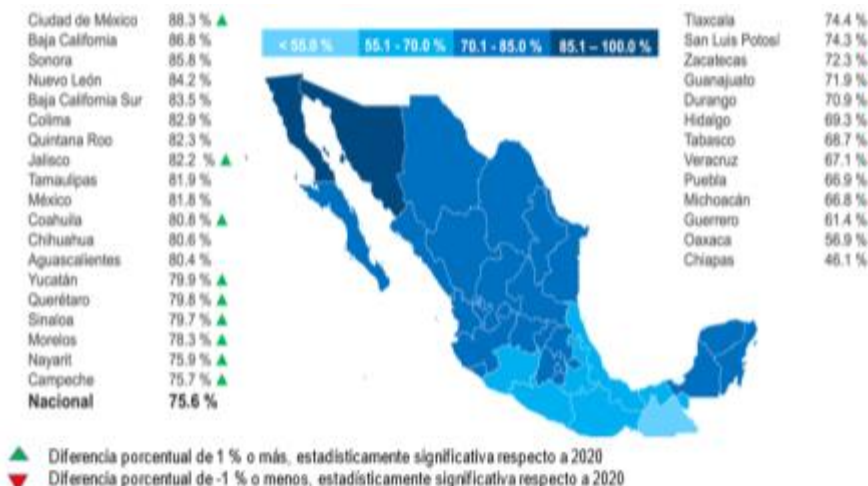 Ciudad de México 88.3 % ▲
Baja California 86.8 %
Sonora 85.8 %
Nuevo León 84.2 %
Baja California Sur 83.5 %
Colima 82.9 %
Quintana Roo 82.3 %
Jalisco 82.2 % ▲
Tamaulipas 81.9 %
México 81.8 %
Coahuila 80.8 % ▲
Chihuahua 80.6 %
Aguascalientes 80.4 %
Yucatán 79.9 % ▲
Querétaro 79.8 % ▲
Sinaloa 79.7 % ▲
Morelos 78.3 % ▲
Nayarit 75.9 % ▲
Campeche 75.7 % ▲
Nacional 75.6 %
< 55.0 % 55.1 - 70.0 % 70.1 - 85.0 % 85.1 – 100.0 %
Tlaxcala 74.4 %
San Luis Potosí 74.3 %
Zacatecas 72.3 %
Guanajuato 71.9 %
Durango 70.9 %
Hidalgo 69.3 %
Tabasco 68.7 %
Veracruz 67.1 %
Puebla 66.9 %
Michoacán 66.8 %
Guerrero 61.4 %
Oaxaca 56.9 %
Chiapas 46.1 %
▲ Diferencia porcentual de 1 % o más, estadísticamente significativa respecto a 2020
▼ Diferencia porcentual de -1 % o menos, estadísticamente significativa respecto a 2020